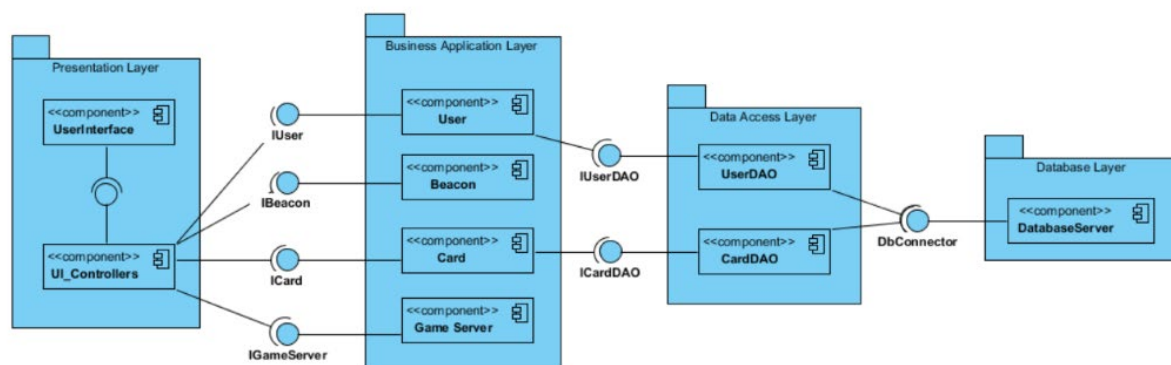 Presentation Layer
<<component>>
UserInterface
<<component>>
UI_Controllers
IUser
IBeacon
ICard
IGameServer
Business Application Layer
<<component>>
User
<<component>>
Beacon
<<component>>
Card
<<component>>
Game Server
IUserDAO
ICardDAO
Data Access Layer
<<component>>
UserDAO
<<component>>
CardDAO
DbConnector
Database Layer
<<component>>
DatabaseServer